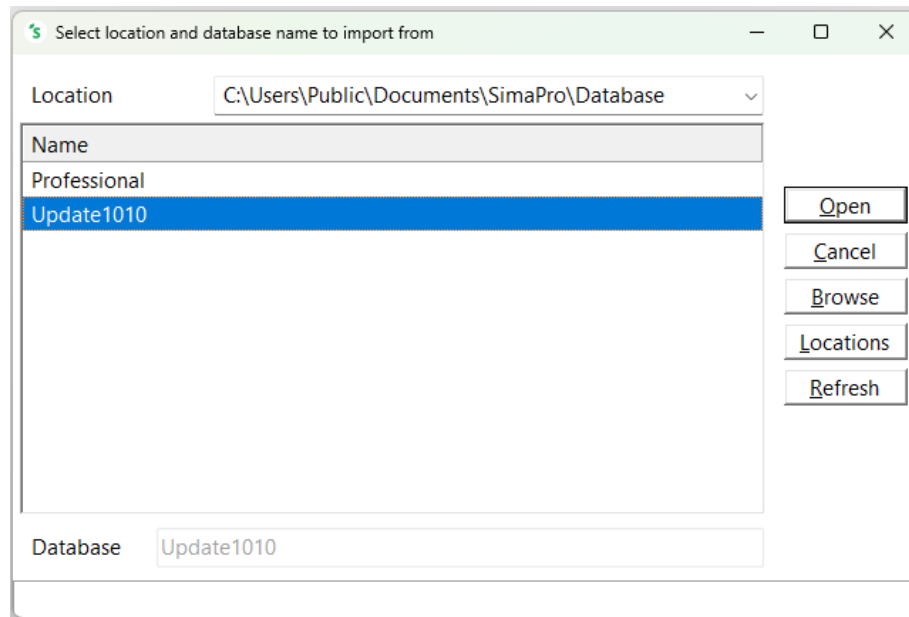 Select location and database name to import from
Location C:\Users\Public\Documents\SimaPro\Database
Name
Professional
Update1010
Open
Cancel
Browse
Locations
Refresh
Database Update1010